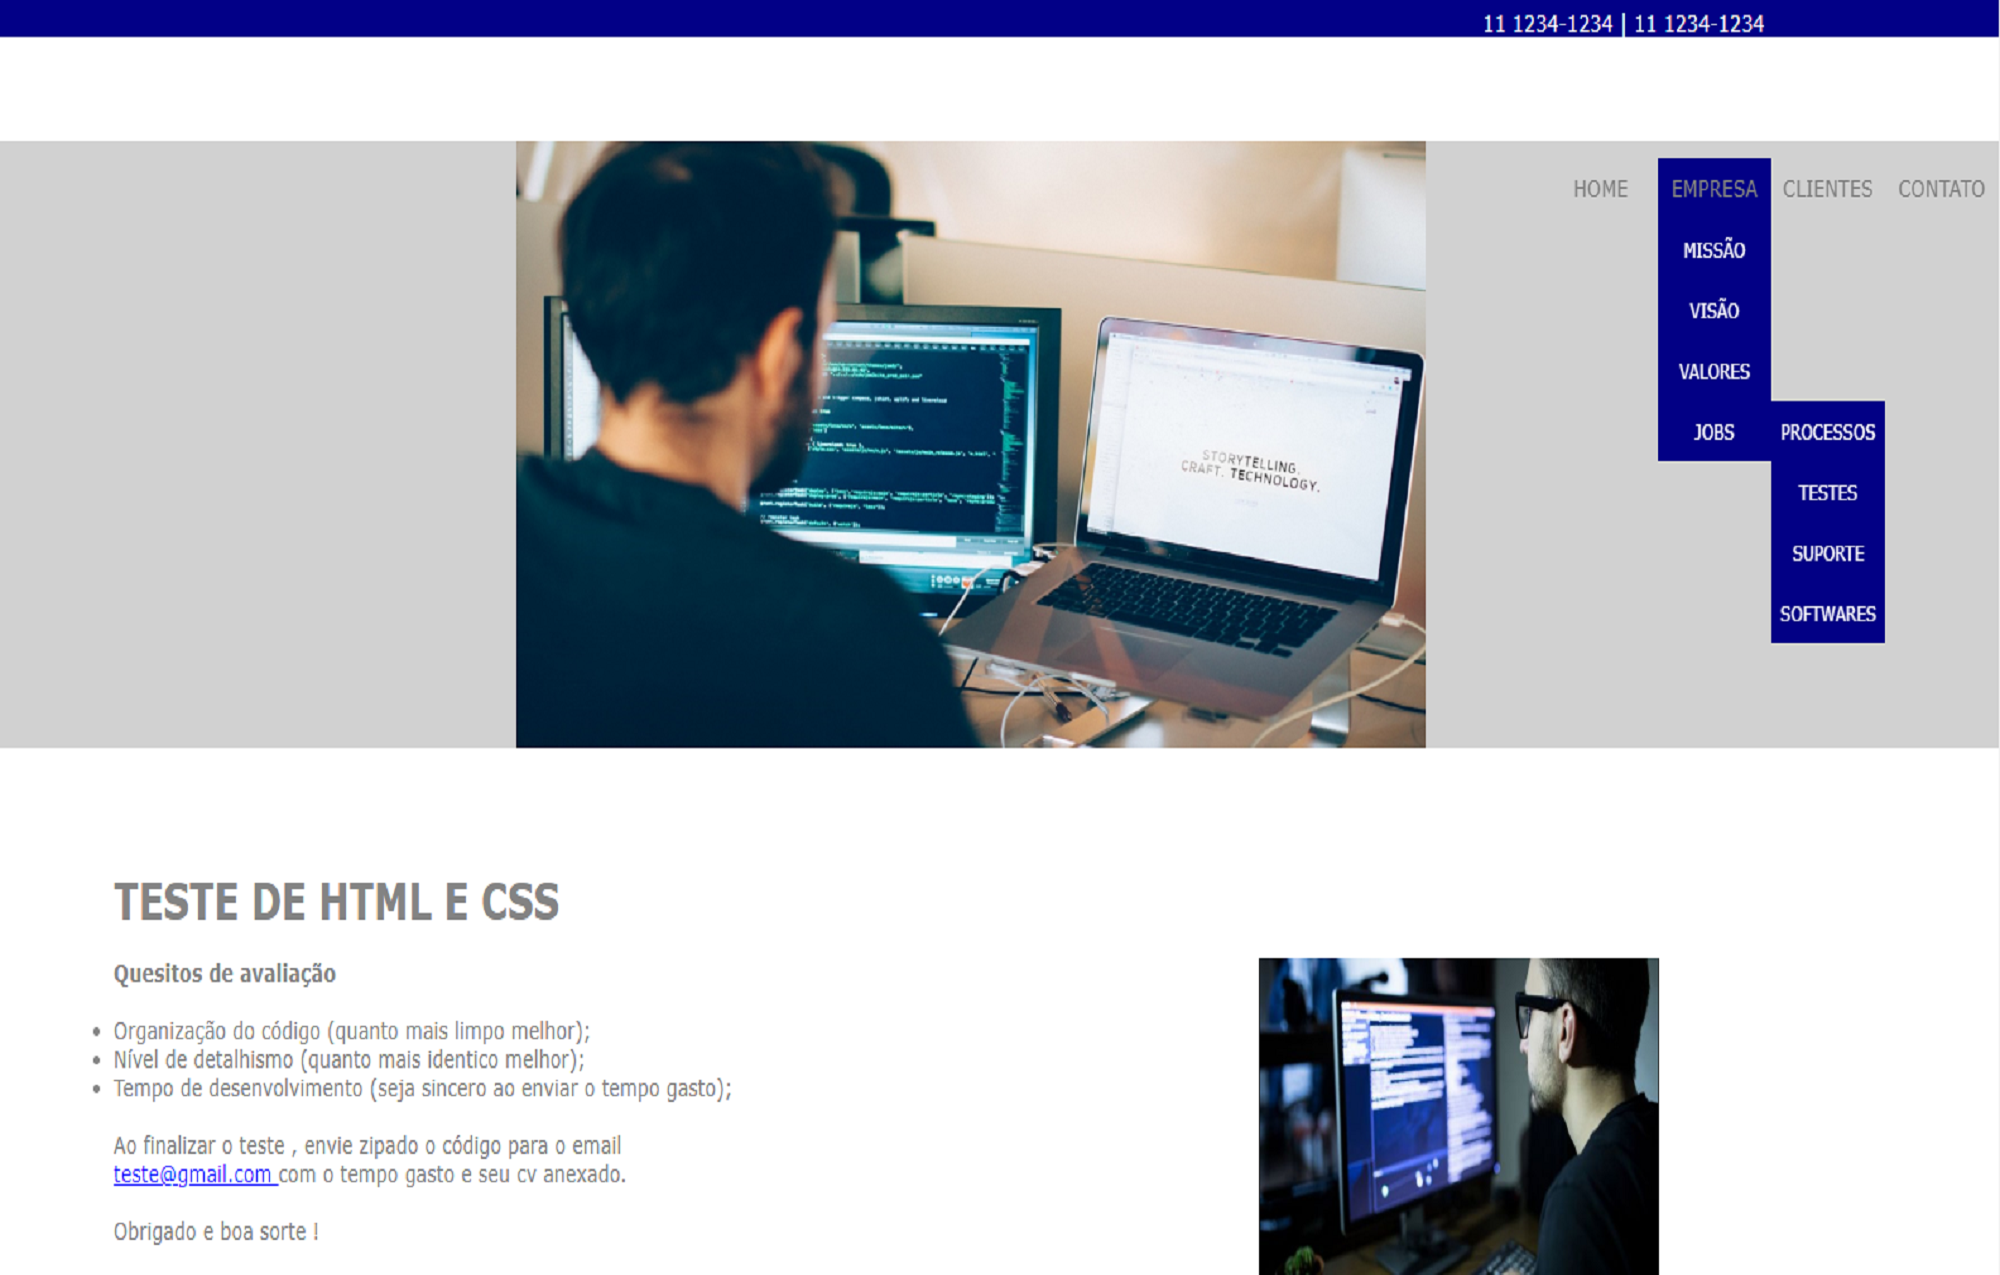 11 1234-1234 | 11 1234-1234
HOME EMPRESA CLIENTES CONTATO
MISSÃO
VISÃO
VALORES
JOBS PROCESSOS
TESTES
SUPORTE
SOFTWARES
STORYTELLING.
CRAFT. TECHNOLOGY.
TESTE DE HTML E CSS
Quesitos de avaliação
• Organização do código (quanto mais limpo melhor);
• Nível de detalhismo (quanto mais identico melhor);
• Tempo de desenvolvimento (seja sincero ao enviar o tempo gasto);
Ao finalizar o teste , envie zipado o código para o email
teste@gmail.com com o tempo gasto e seu cv anexado.
Obrigado e boa sorte !